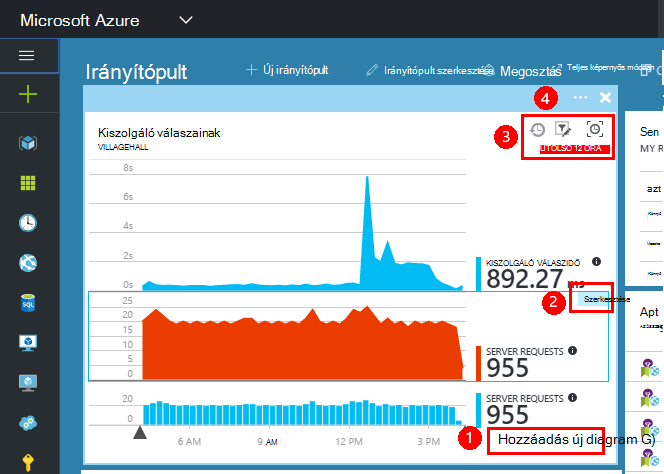 Microsoft Azure
Irányítópult
Új irányítópult
Irányítópult szerkesztése
Megosztás
Teljes képernyős módban
4
3
Kiszolgáló válaszainak
VILLAGEHALL
UTOLSÓ 12 ÓRA
8s
6s
4s
2s
0s
KISZOLGÁLÓ VÁLASZIDŐ
892.27 ms
2
Szerkesztése
25
20
15
10
5
0
SERVER REQUESTS
955
20
0
SERVER REQUESTS
955
6 AM
9 AM
12 PM
3 PM
1
Hozzáadás új diagram G)
Sen
MY R
azt
Apt
SQL